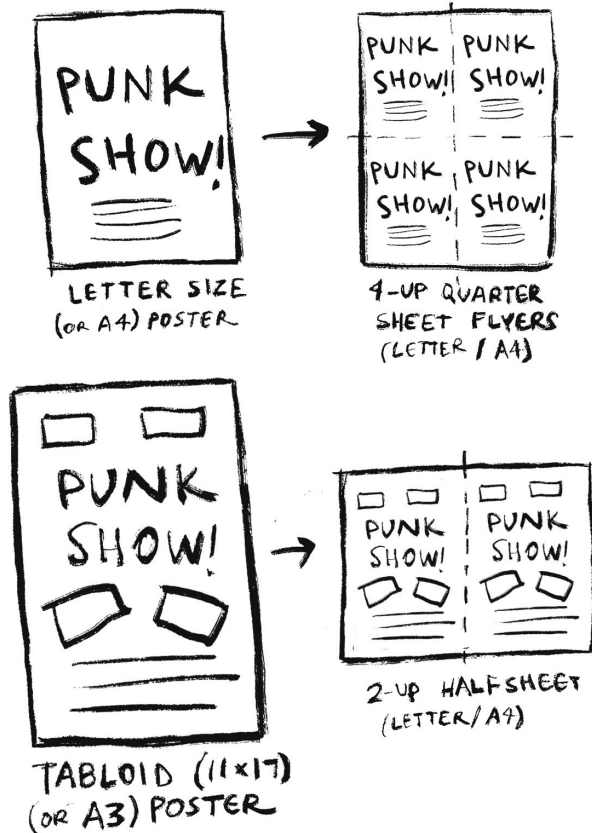 PUNK
SHOW!
LETTER SIZE
(OR A4) POSTER
PUNK PUNK
SHOW! SHOW!
PUNK PUNK
SHOW! SHOW!
4-UP QUARTER
SHEET FLYERS
(LETTER / A4)
PUNK
SHOW!
TABLOID (11x17)
(OR A3) POSTER
PUNK PUNK
SHOW! SHOW!
2-UP HALFSHEET
(LETTER/A4)